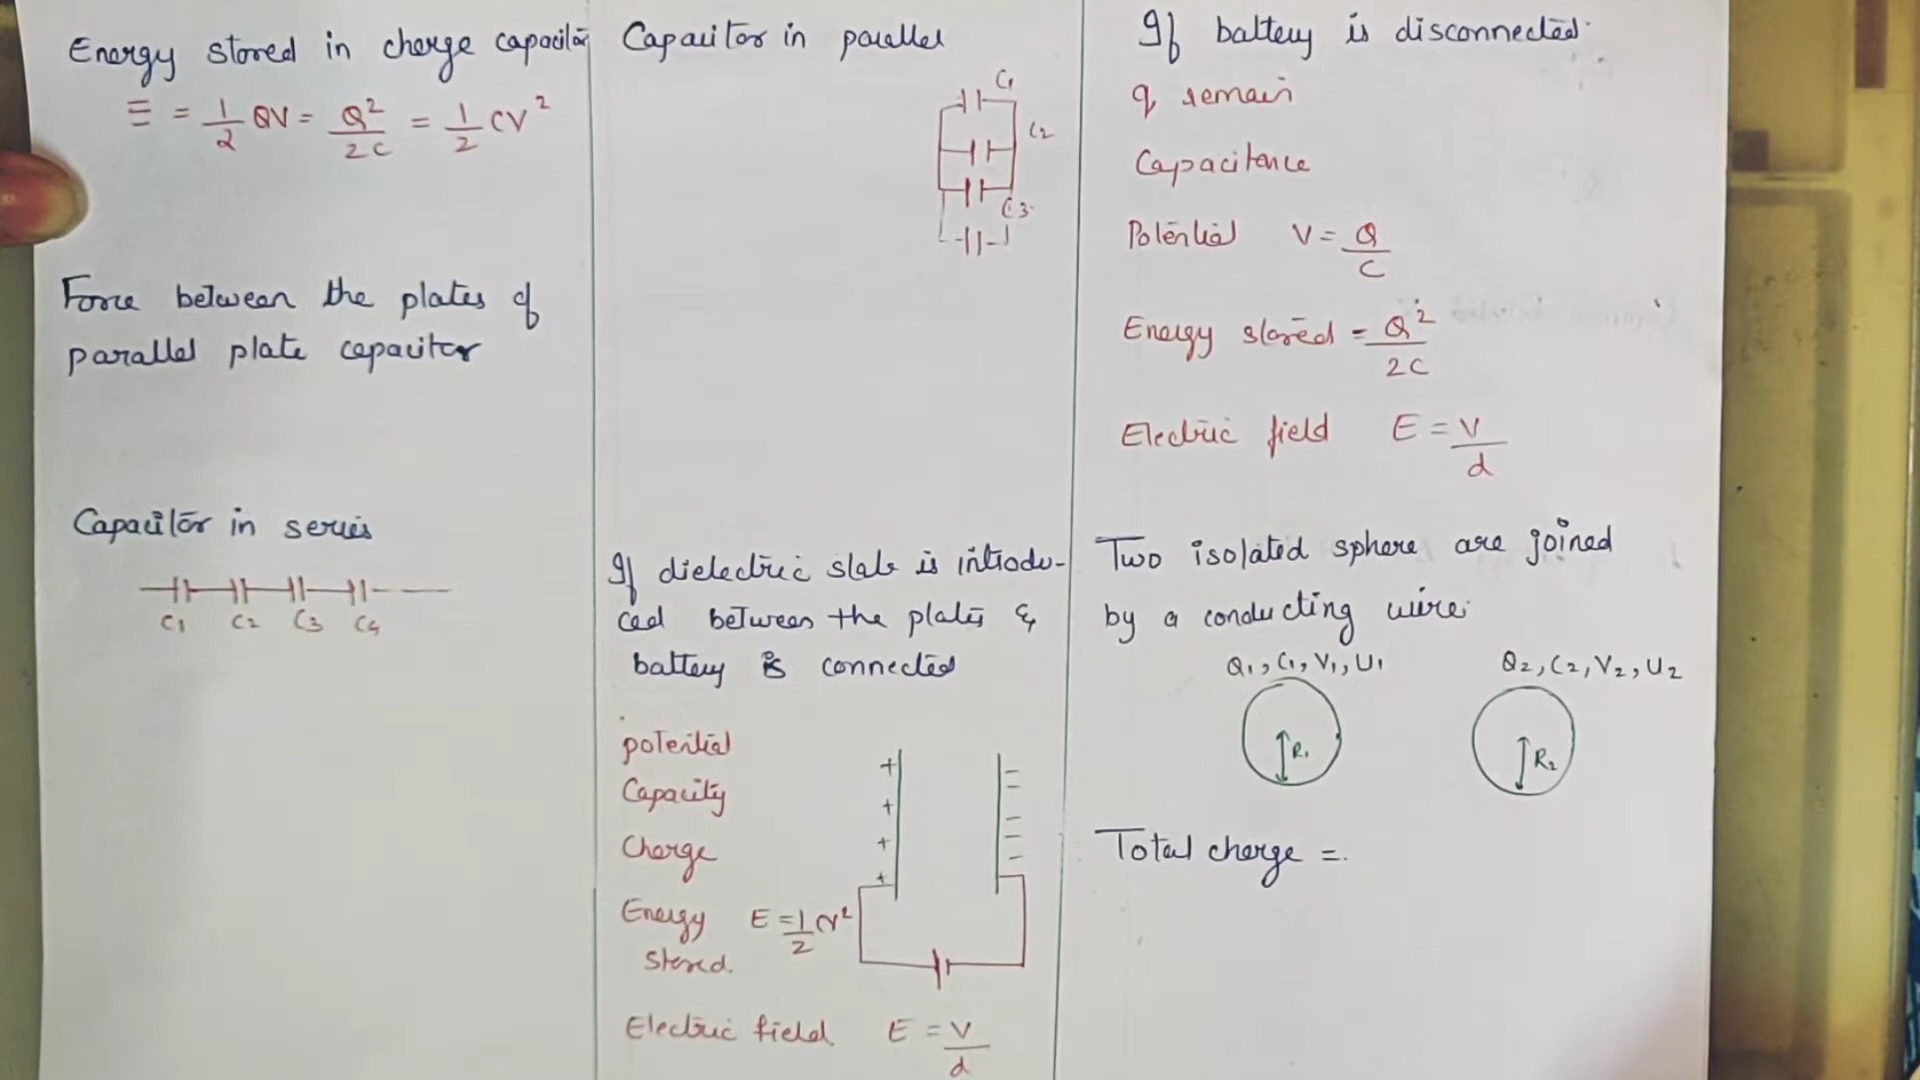 Energy stored in charge capacitor
E = 1/2 QV = Q²/2C = 1/2 CV²
Force between the plates of
parallel plate capacitor
Capacitor in series
C1 C2 C3 C4
Capacitor in parallel
C1
C2
C3
If dielectric slab is introdu-
ced between the plates &
battery is connected
potential
Capacity
Charge
Energy E = 1/2 CV²
stored.
Electric field E = V/d
+ + + +
If battery is disconnected.
q remain
Capacitence
Potential V = Q/C
Energy stored = Q²/2C
Electric field E = V/d
Two isolated sphere are joined
by a conducting wire.
Q1, C1, V1, U1 Q2, C2, V2, U2
R1 R2
Total charge =.